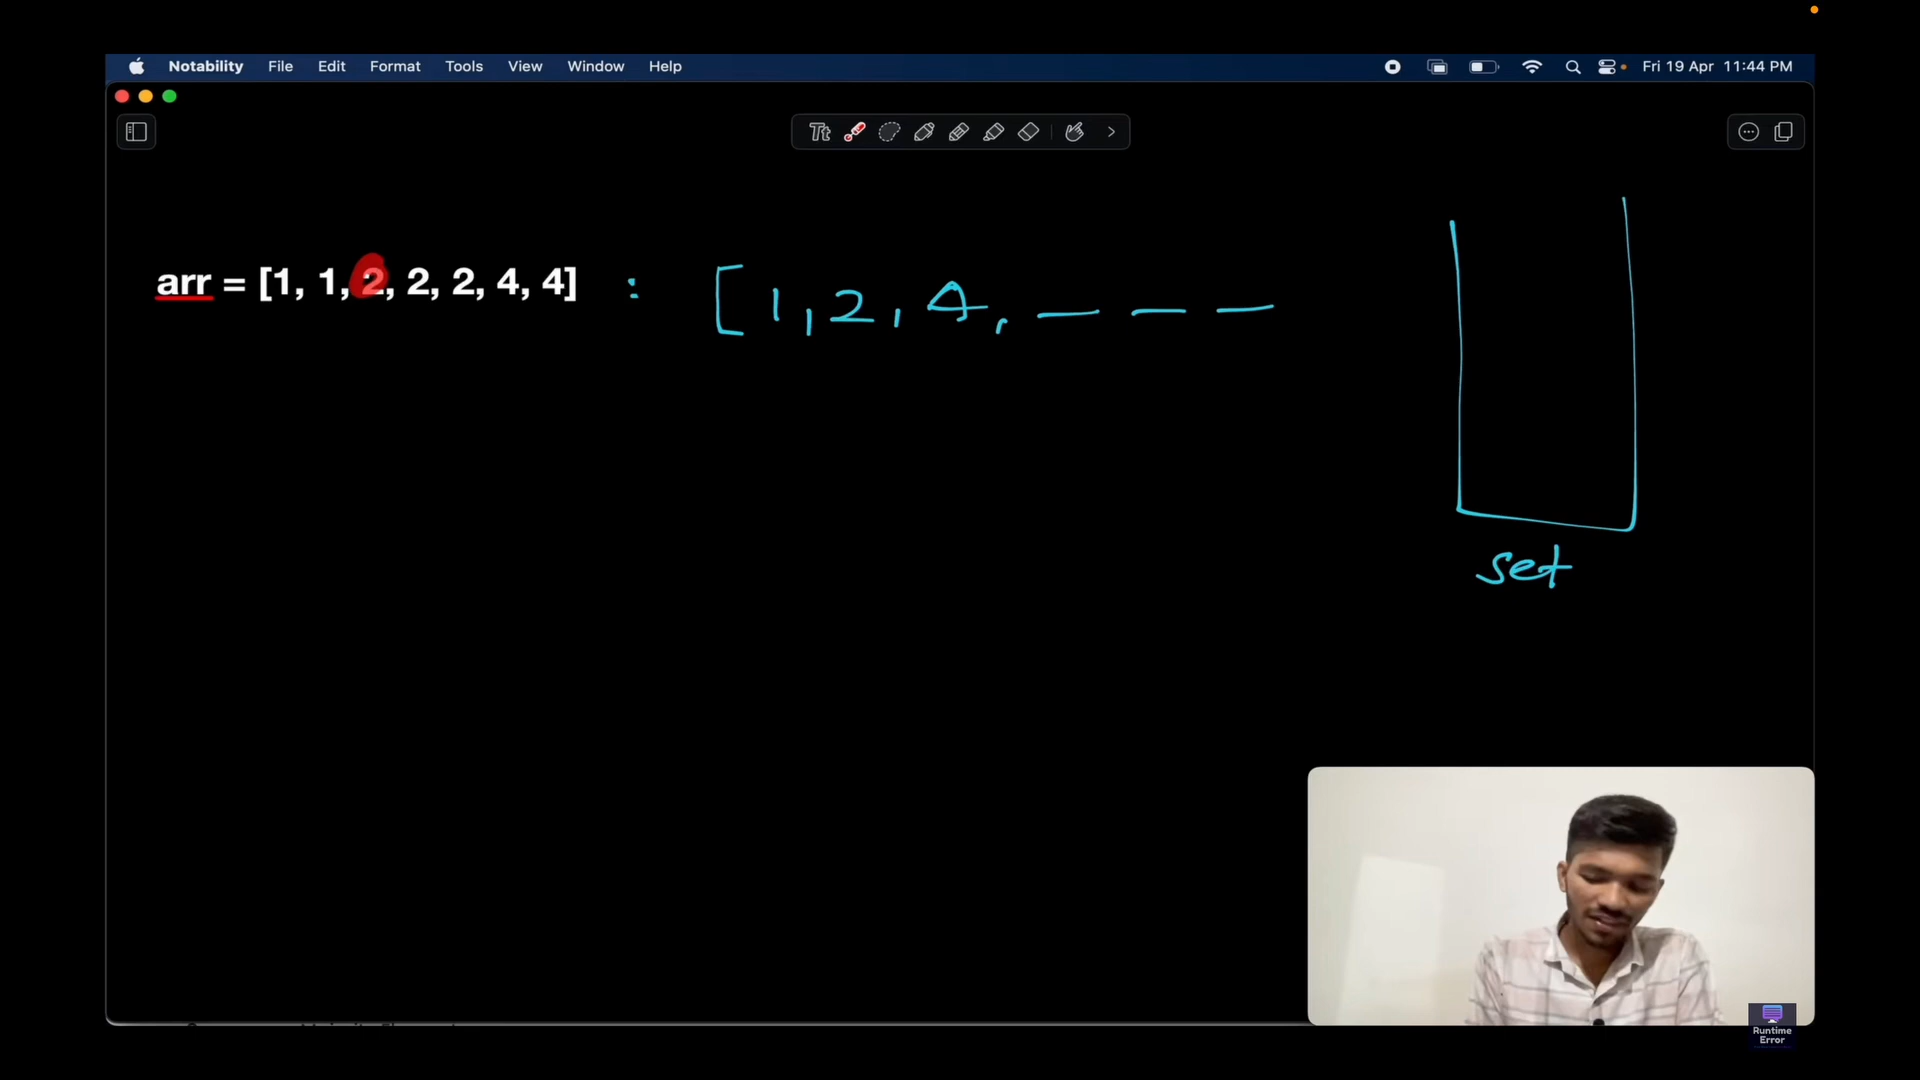 Notability File Edit Format Tools View Window Help Fri 19 Apr 11:44 PM
Tt
arr = [1, 1, 2, 2, 2, 4, 4] : [ 1, 2, 4, — — —
set
Runtime
Error